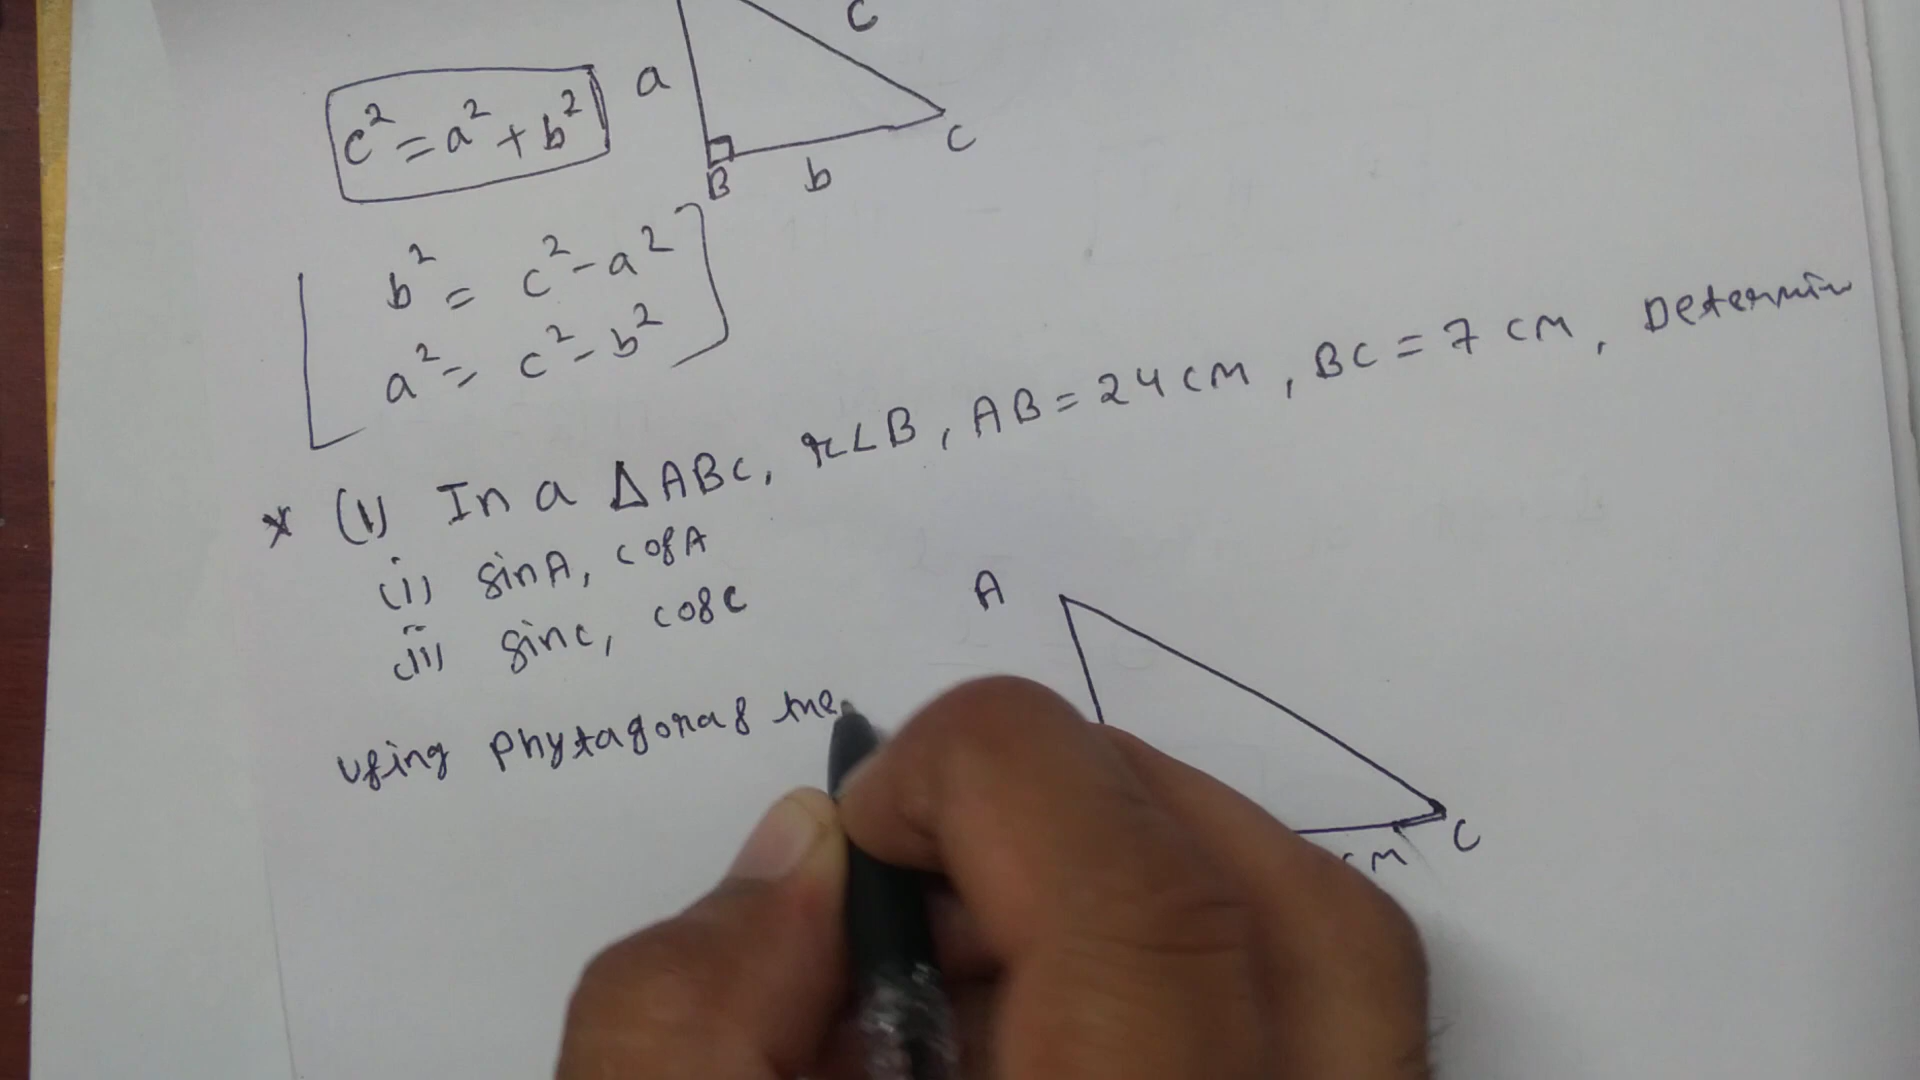 c
a
c² = a² + b²
C
B
b
b² = c² - a²
a² = c² - b²
* (1) In a ΔABC, r∠B, AB = 24 cm, BC = 7 cm, Determin
(i) sinA, cosA
(ii) sinc, cosc
A
using Phytagoras the
C
cm